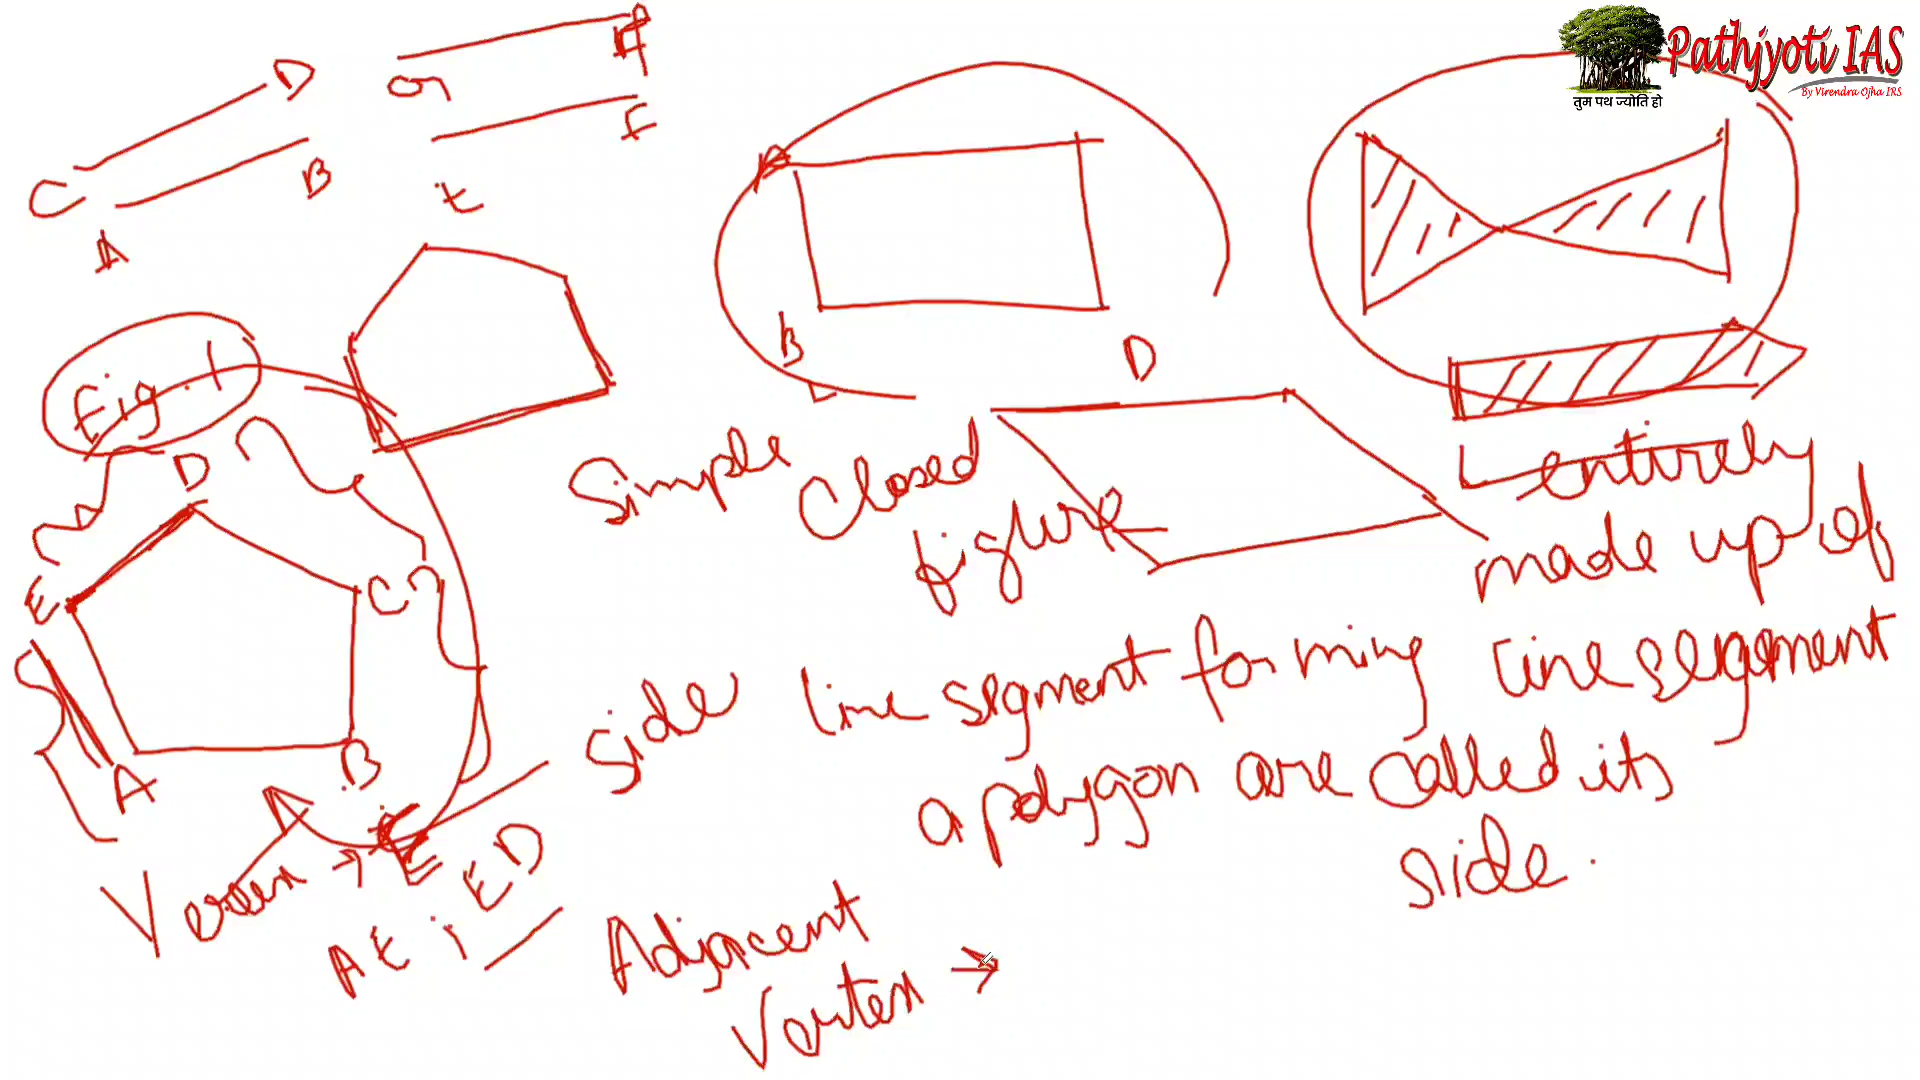 Pathjyoti IAS
By Virendra Ojha IRS
तुम पथ ज्योति हो
D
C
B
A
H
G
F
E
A
B
D
Fig. 1
D
E
C
A
B
Simple Closed
figure
entirely
made up of
line segment
side line segment forming
a polygon are called its
side.
Vertex → E
AE; ED
Adjacent
Vertex →